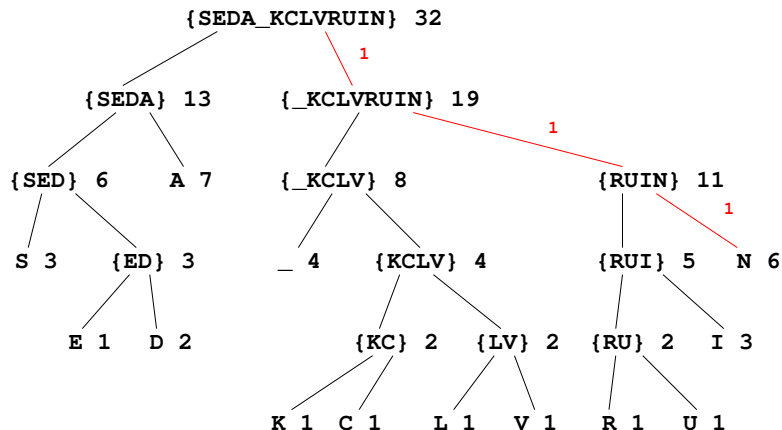 {SEDA_KCLVRUIN} 32
1
{SEDA} 13 {_KCLVRUIN} 19
1
{SED} 6 A 7 {_KCLV} 8 {RUIN} 11
1
S 3 {ED} 3 _ 4 {KCLV} 4 {RUI} 5 N 6
E 1 D 2 {KC} 2 {LV} 2 {RU} 2 I 3
K 1 C 1 L 1 V 1 R 1 U 1